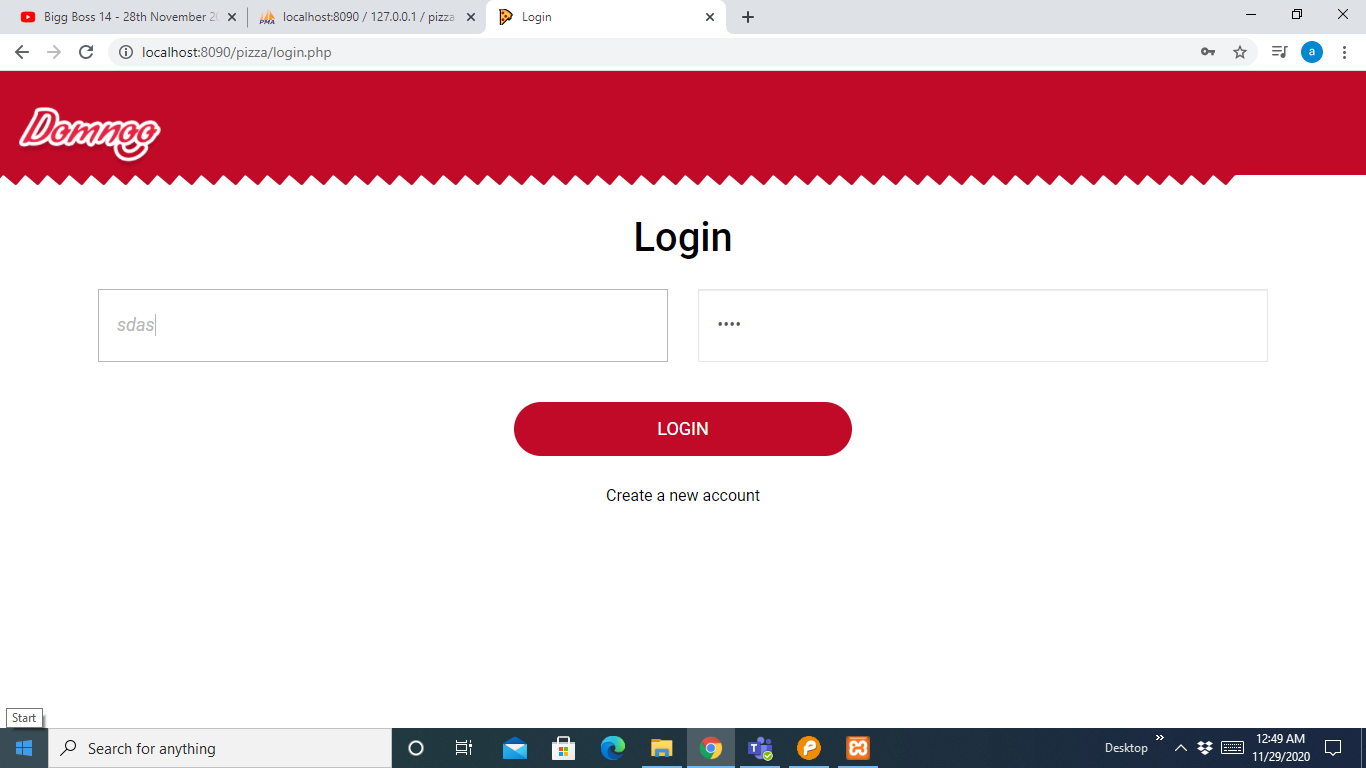 Bigg Boss 14 - 28th November 20
localhost:8090 / 127.0.0.1 / pizza
Login
localhost:8090/pizza/login.php
a
Domnoo
Login
sdas
••••
LOGIN
Create a new account
Start
Search for anything
Desktop
12:49 AM
11/29/2020